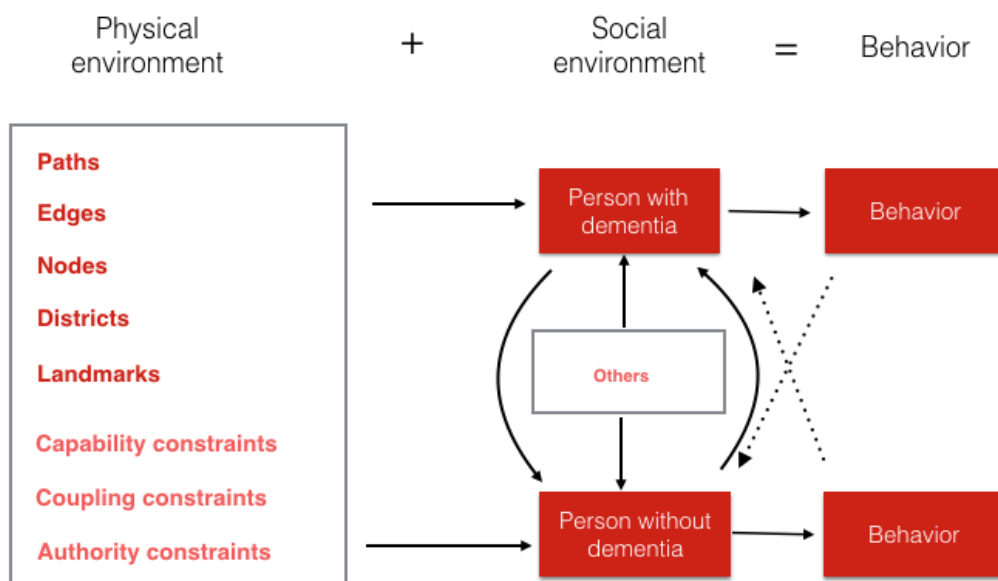 Physical
environment
+
Social
environment
=
Behavior
Paths
Edges
Nodes
Districts
Landmarks
Capability constraints
Coupling constraints
Authority constraints
Person with
dementia
Behavior
Others
Person without
dementia
Behavior